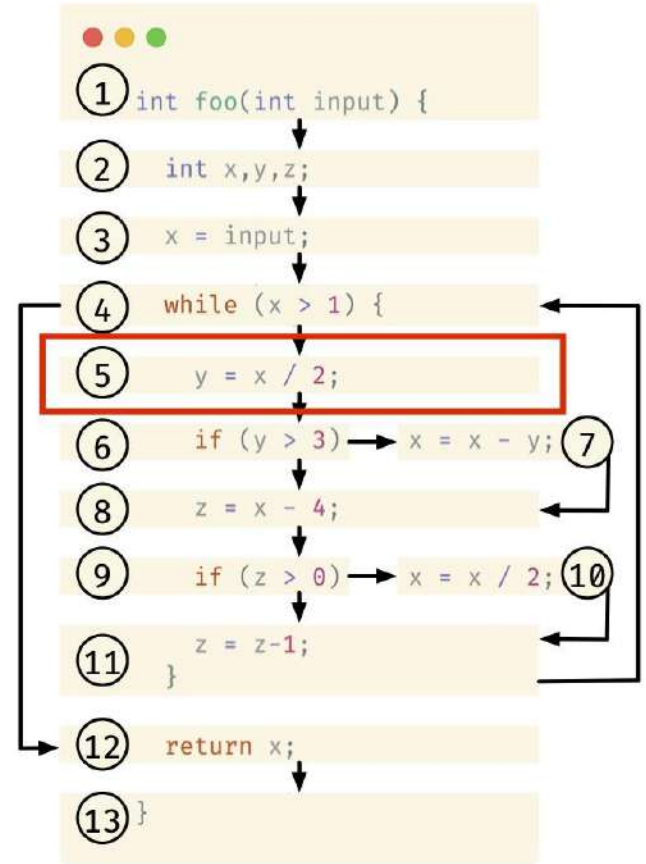 1 int foo(int input) {
2 int x,y,z;
3 x = input;
4 while (x > 1) {
5 y = x / 2;
6 if (y > 3) x = x - y; 7
8 z = x - 4;
9 if (z > 0) x = x / 2; 10
z = z-1;
11 }
12 return x;
13 }